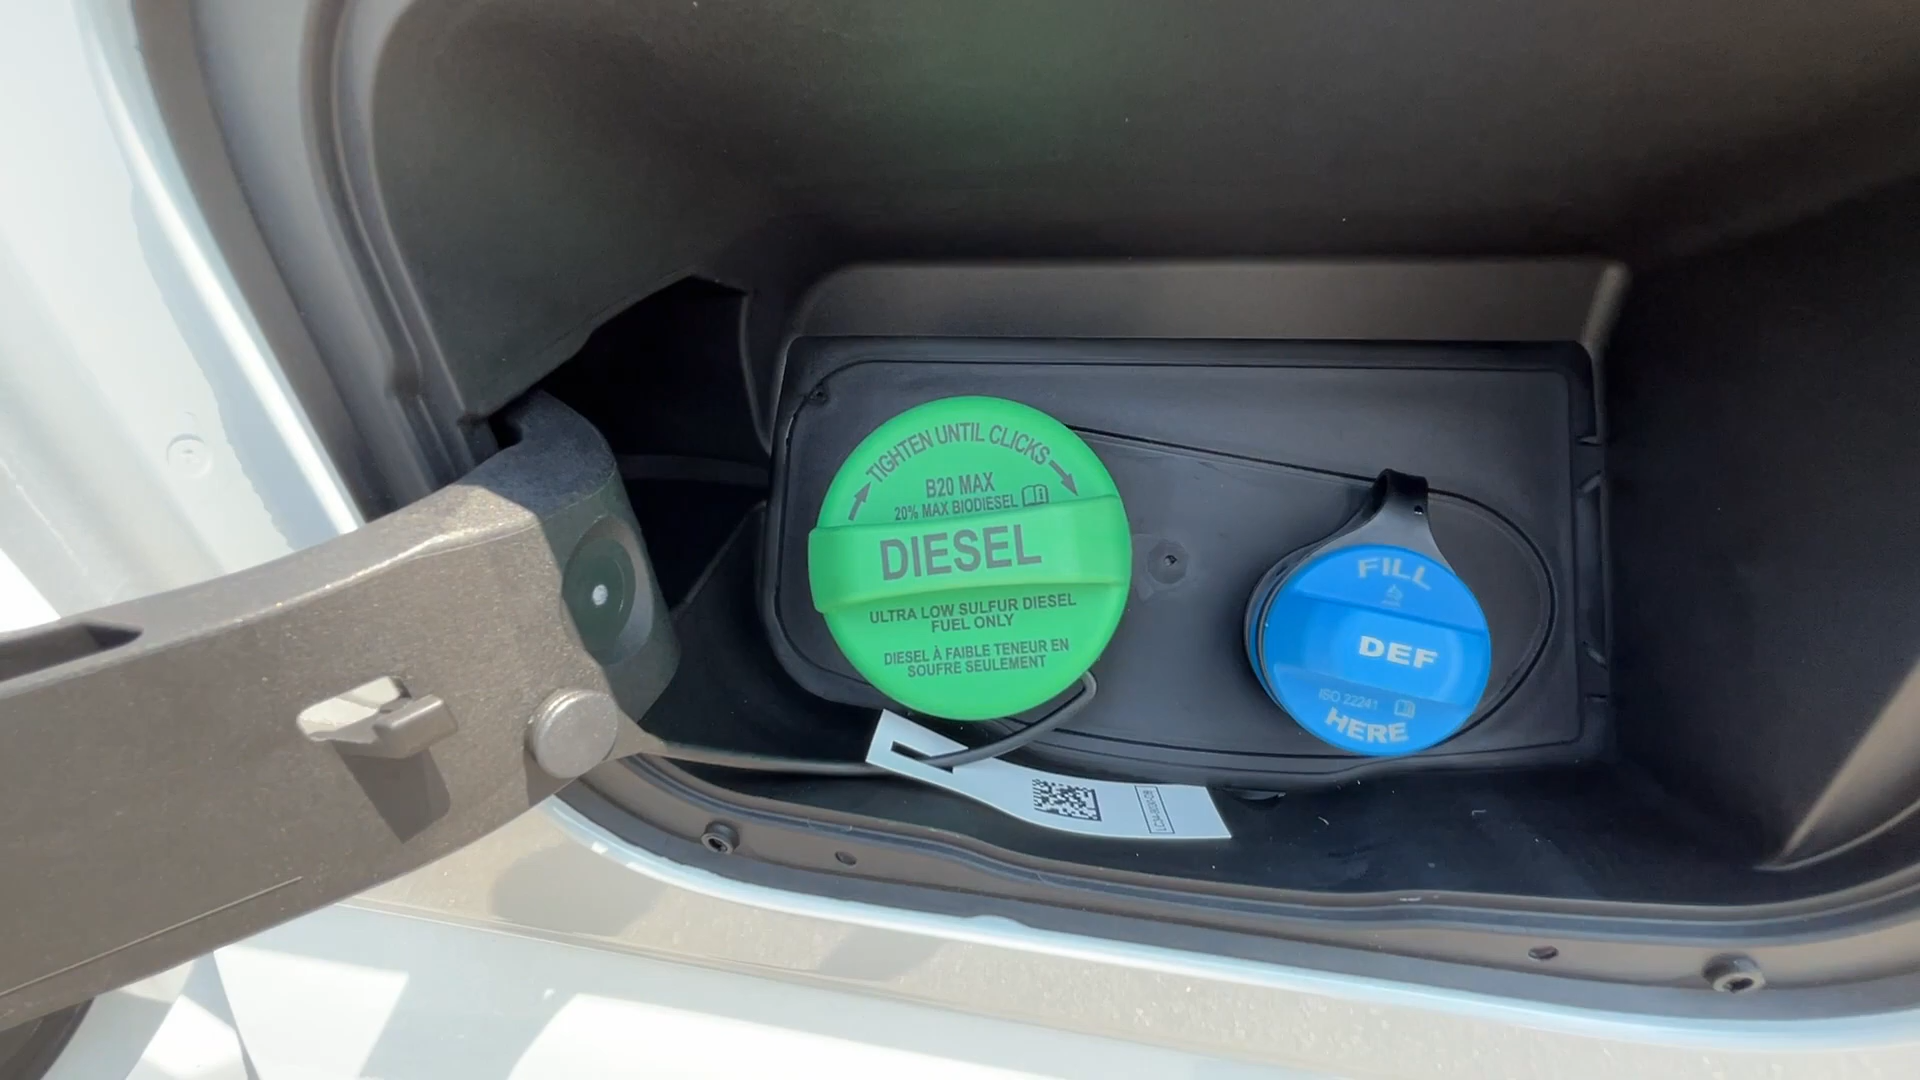 TIGHTEN UNTIL CLICKS
B20 MAX
20% MAX BIODIESEL
DIESEL
ULTRA LOW SULFUR DIESEL
FUEL ONLY
DIESEL À FAIBLE TENEUR EN
SOUFRE SEULEMENT
FILL
DEF
ISO 22241
HERE